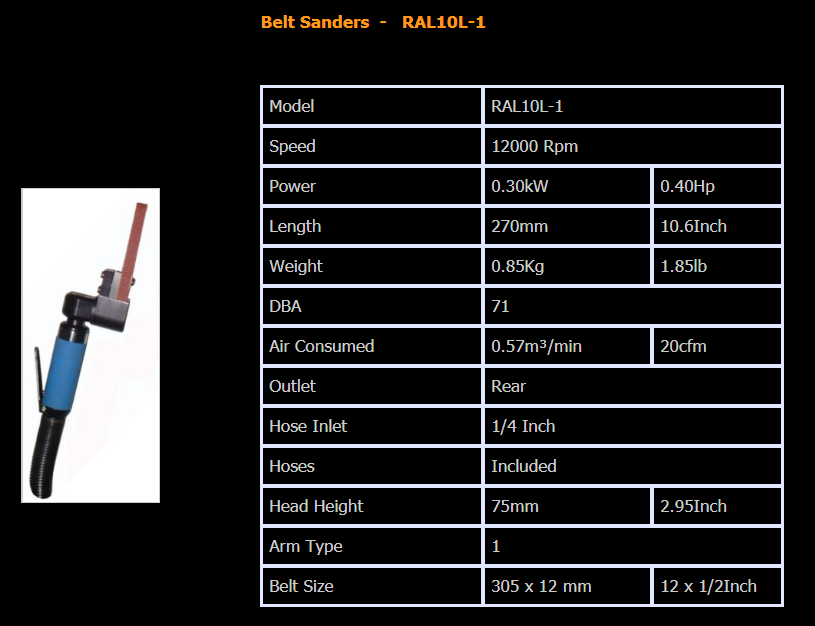 Belt Sanders - RAL10L-1
Model RAL10L-1
Speed 12000 Rpm
Power 0.30kW 0.40Hp
Length 270mm 10.6Inch
Weight 0.85Kg 1.85lb
DBA 71
Air Consumed 0.57m³/min 20cfm
Outlet Rear
Hose Inlet 1/4 Inch
Hoses Included
Head Height 75mm 2.95Inch
Arm Type 1
Belt Size 305 x 12 mm 12 x 1/2Inch